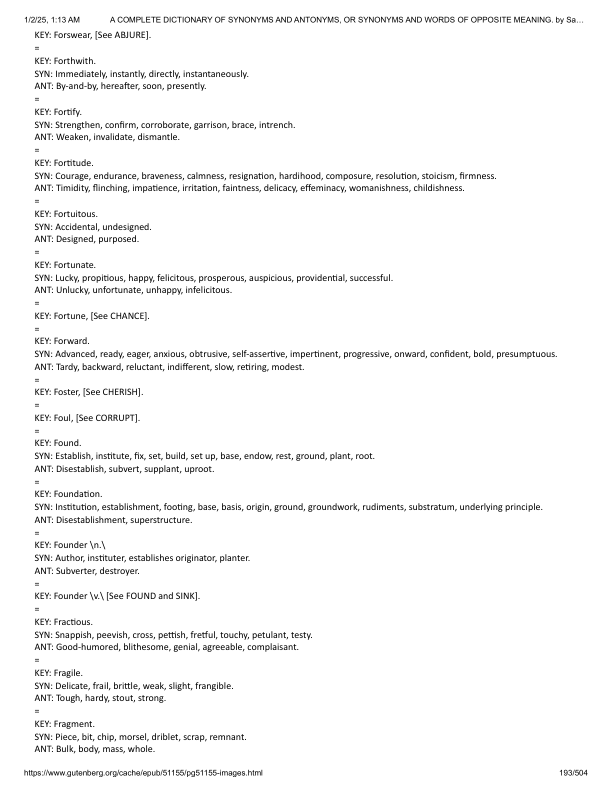 1/2/25, 1:13 AM A COMPLETE DICTIONARY OF SYNONYMS AND ANTONYMS, OR SYNONYMS AND WORDS OF OPPOSITE MEANING. by Sa…
KEY: Forswear, [See ABJURE].
=
KEY: Forthwith.
SYN: Immediately, instantly, directly, instantaneously.
ANT: By-and-by, hereafter, soon, presently.
=
KEY: Fortify.
SYN: Strengthen, confirm, corroborate, garrison, brace, intrench.
ANT: Weaken, invalidate, dismantle.
=
KEY: Fortitude.
SYN: Courage, endurance, braveness, calmness, resignation, hardihood, composure, resolution, stoicism, firmness.
ANT: Timidity, flinching, impatience, irritation, faintness, delicacy, effeminacy, womanishness, childishness.
=
KEY: Fortuitous.
SYN: Accidental, undesigned.
ANT: Designed, purposed.
=
KEY: Fortunate.
SYN: Lucky, propitious, happy, felicitous, prosperous, auspicious, providential, successful.
ANT: Unlucky, unfortunate, unhappy, infelicitous.
=
KEY: Fortune, [See CHANCE].
=
KEY: Forward.
SYN: Advanced, ready, eager, anxious, obtrusive, self-assertive, impertinent, progressive, onward, confident, bold, presumptuous.
ANT: Tardy, backward, reluctant, indifferent, slow, retiring, modest.
=
KEY: Foster, [See CHERISH].
=
KEY: Foul, [See CORRUPT].
=
KEY: Found.
SYN: Establish, institute, fix, set, build, set up, base, endow, rest, ground, plant, root.
ANT: Disestablish, subvert, supplant, uproot.
=
KEY: Foundation.
SYN: Institution, establishment, footing, base, basis, origin, ground, groundwork, rudiments, substratum, underlying principle.
ANT: Disestablishment, superstructure.
=
KEY: Founder \n.\
SYN: Author, instituter, establishes originator, planter.
ANT: Subverter, destroyer.
=
KEY: Founder \v.\ [See FOUND and SINK].
=
KEY: Fractious.
SYN: Snappish, peevish, cross, pettish, fretful, touchy, petulant, testy.
ANT: Good-humored, blithesome, genial, agreeable, complaisant.
=
KEY: Fragile.
SYN: Delicate, frail, brittle, weak, slight, frangible.
ANT: Tough, hardy, stout, strong.
=
KEY: Fragment.
SYN: Piece, bit, chip, morsel, driblet, scrap, remnant.
ANT: Bulk, body, mass, whole.
https://www.gutenberg.org/cache/epub/51155/pg51155-images.html 193/504